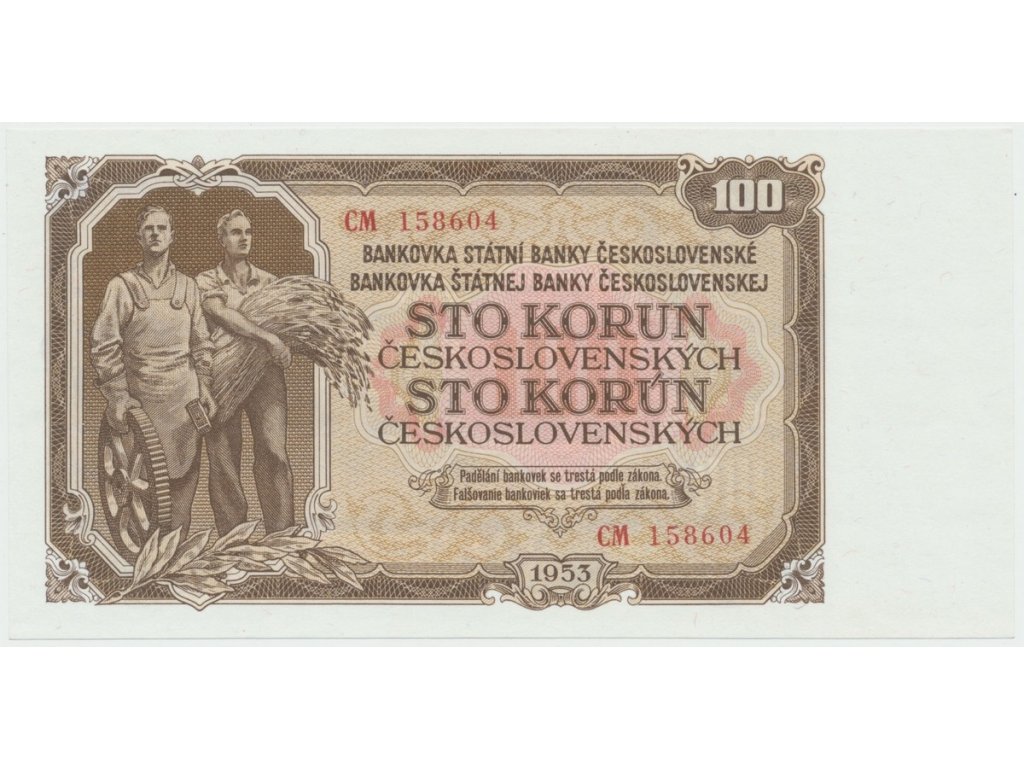 100
CM 158604
BANKOVKA STÁTNÍ BANKY ČESKOSLOVENSKÉ
BANKOVKA ŠTÁTNEJ BANKY ČESKOSLOVENSKEJ
STO KORUN
ČESKOSLOVENSKÝCH
STO KORÚN
ČESKOSLOVENSKÝCH
Padělání bankovek se trestá podle zákona.
Falšovanie bankoviek sa trestá podľa zákona.
CM 158604
1953